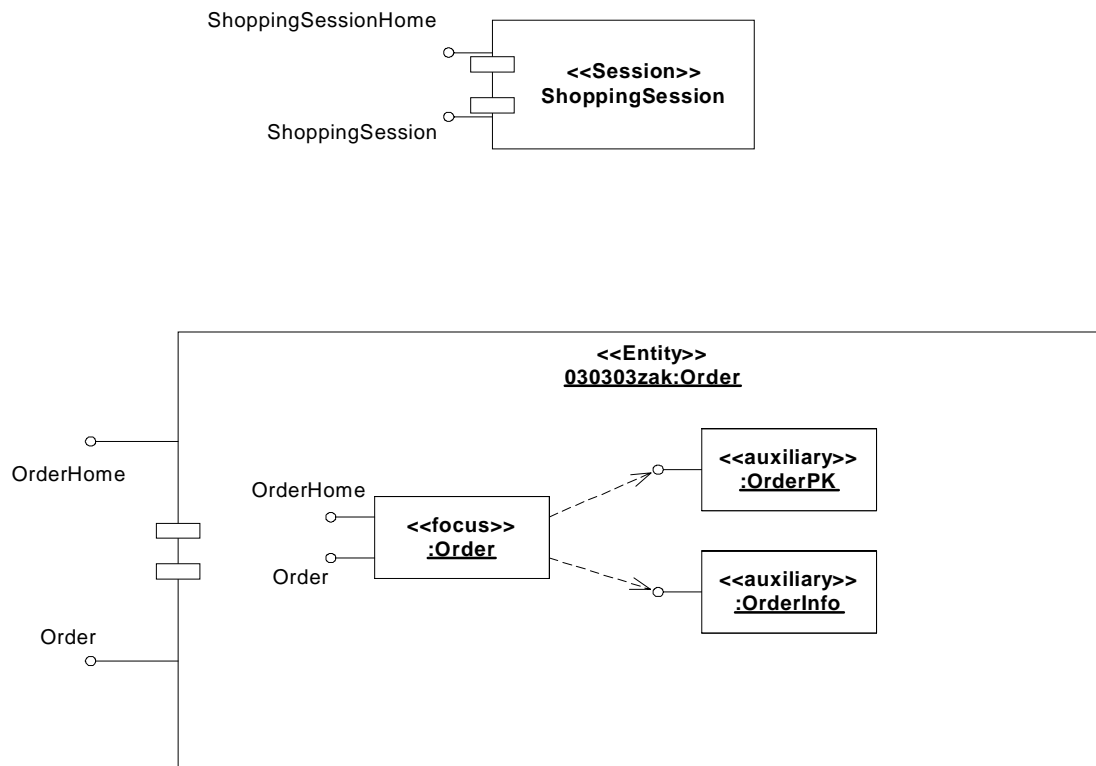 ShoppingSessionHome
<<Session>>
ShoppingSession
ShoppingSession
<<Entity>>
030303zak:Order
OrderHome
OrderHome
<<focus>>
:Order
Order
<<auxiliary>>
:OrderPK
<<auxiliary>>
:OrderInfo
Order